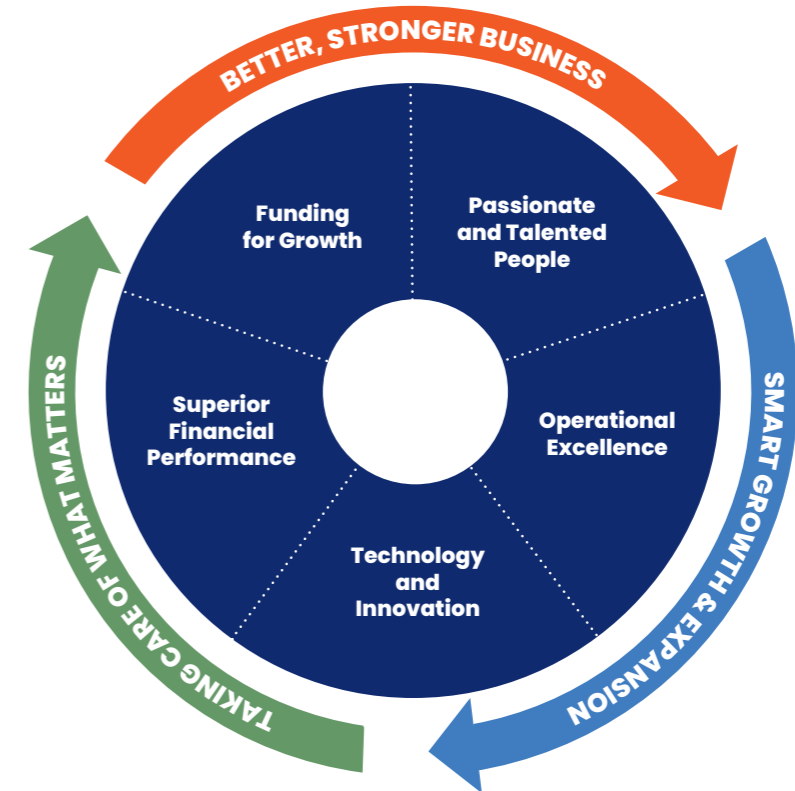 BETTER, STRONGER BUSINESS
Funding
for Growth
Passionate
and Talented
People
SMART GROWTH & EXPANSION
Operational
Excellence
Technology
and
Innovation
Superior
Financial
Performance
TAKING CARE OF WHAT MATTERS